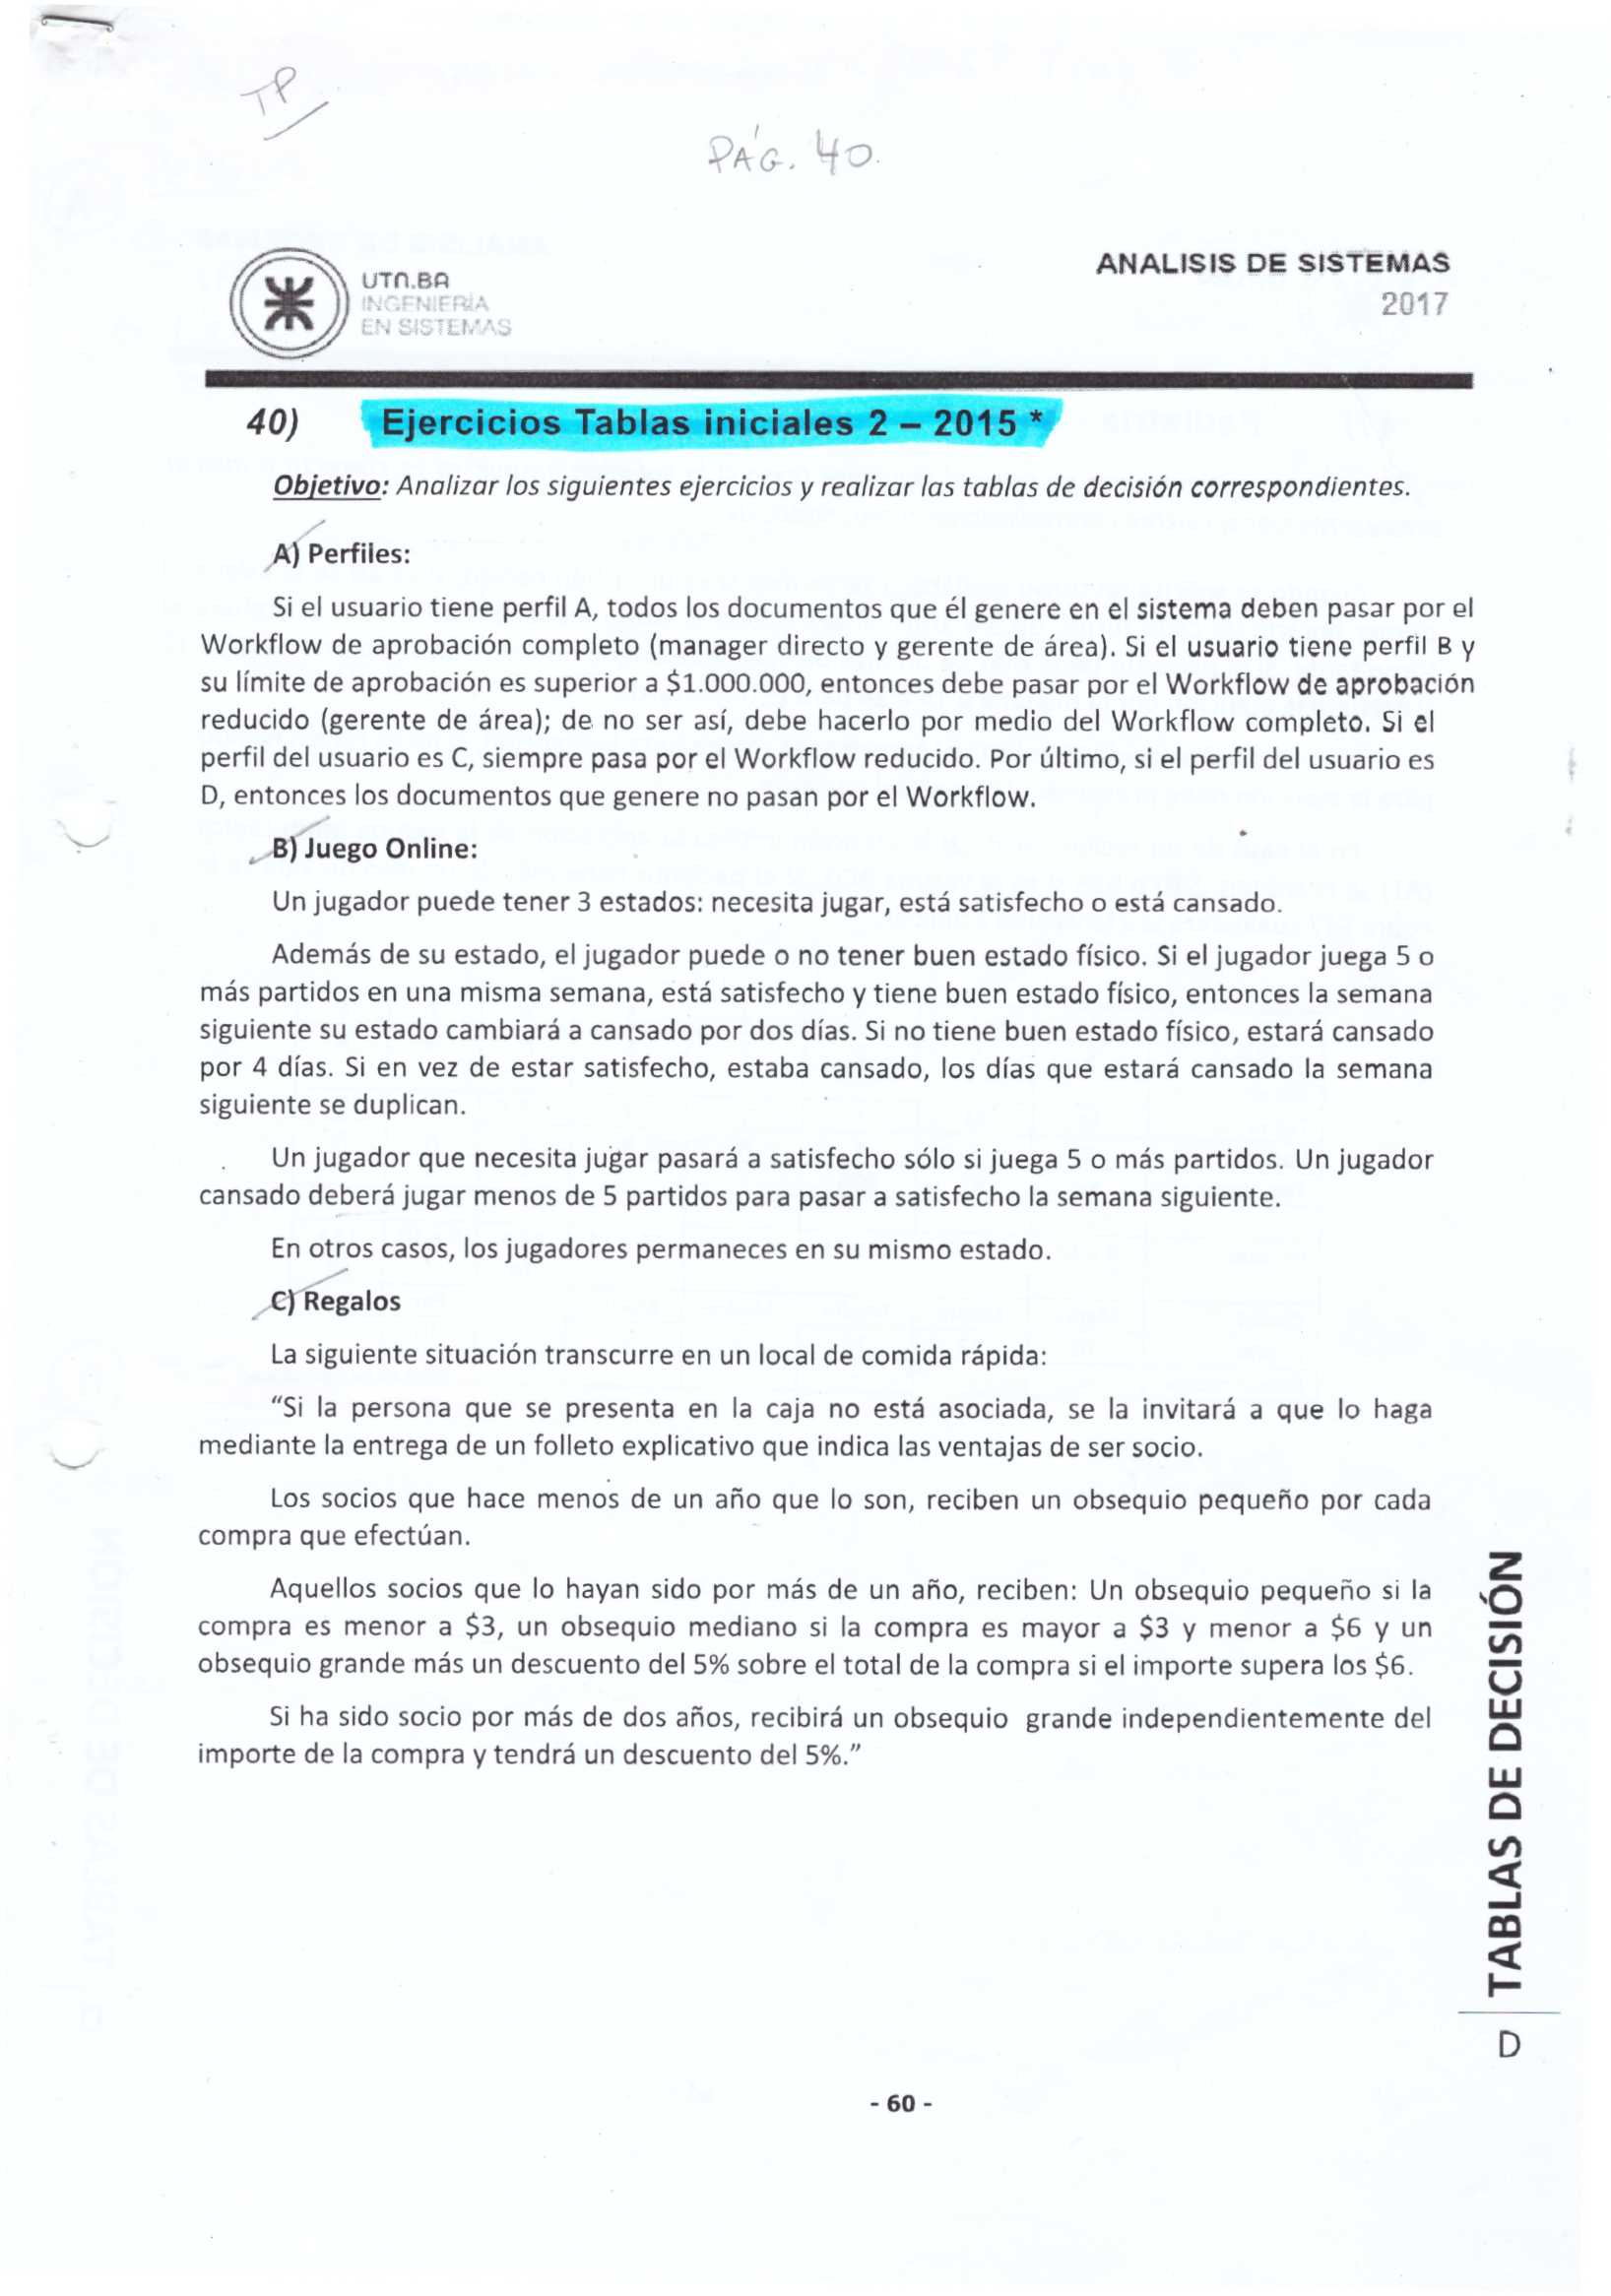 TP
PÁG. 40.
UTN.BA
INGENIERÍA
EN SISTEMAS
ANALISIS DE SISTEMAS
2017
40) Ejercicios Tablas iniciales 2 – 2015 *
Objetivo: Analizar los siguientes ejercicios y realizar las tablas de decisión correspondientes.
A) Perfiles:
Si el usuario tiene perfil A, todos los documentos que él genere en el sistema deben pasar por el
Workflow de aprobación completo (manager directo y gerente de área). Si el usuario tiene perfil B y
su límite de aprobación es superior a $1.000.000, entonces debe pasar por el Workflow de aprobación
reducido (gerente de área); de no ser así, debe hacerlo por medio del Workflow completo. Si el
perfil del usuario es C, siempre pasa por el Workflow reducido. Por último, si el perfil del usuario es
D, entonces los documentos que genere no pasan por el Workflow.
B) Juego Online:
Un jugador puede tener 3 estados: necesita jugar, está satisfecho o está cansado.
Además de su estado, el jugador puede o no tener buen estado físico. Si el jugador juega 5 o
más partidos en una misma semana, está satisfecho y tiene buen estado físico, entonces la semana
siguiente su estado cambiará a cansado por dos días. Si no tiene buen estado físico, estará cansado
por 4 días. Si en vez de estar satisfecho, estaba cansado, los días que estará cansado la semana
siguiente se duplican.
Un jugador que necesita jugar pasará a satisfecho sólo si juega 5 o más partidos. Un jugador
cansado deberá jugar menos de 5 partidos para pasar a satisfecho la semana siguiente.
En otros casos, los jugadores permaneces en su mismo estado.
C) Regalos
La siguiente situación transcurre en un local de comida rápida:
"Si la persona que se presenta en la caja no está asociada, se la invitará a que lo haga
mediante la entrega de un folleto explicativo que indica las ventajas de ser socio.
Los socios que hace menos de un año que lo son, reciben un obsequio pequeño por cada
compra que efectúan.
Aquellos socios que lo hayan sido por más de un año, reciben: Un obsequio pequeño si la
compra es menor a $3, un obsequio mediano si la compra es mayor a $3 y menor a $6 y un
obsequio grande más un descuento del 5% sobre el total de la compra si el importe supera los $6.
Si ha sido socio por más de dos años, recibirá un obsequio grande independientemente del
importe de la compra y tendrá un descuento del 5%."
TABLAS DE DECISIÓN
D
- 60 -